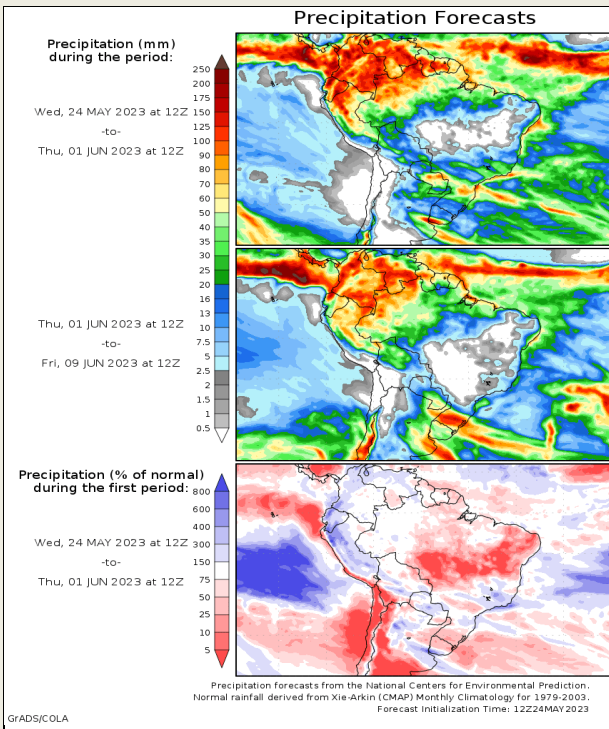 Precipitation Forecasts
Precipitation (mm)
during the period:
Wed, 24 MAY 2023 at 12Z
-to-
Thu, 01 JUN 2023 at 12Z
250
200
175
150
125
100
90
80
70
60
50
40
35
30
25
20
16
13
10
7.5
5
2.5
2
1.5
1
0.5
Thu, 01 JUN 2023 at 12Z
-to-
Fri, 09 JUN 2023 at 12Z
Precipitation (% of normal)
during the first period:
Wed, 24 MAY 2023 at 12Z
-to-
Thu, 01 JUN 2023 at 12Z
800
600
400
300
150
75
50
25
10
5
Precipitation forecasts from the National Centers for Environmental Prediction.
Normal rainfall derived from Xie-Arkin (CMAP) Monthly Climatology for 1979-2003.
Forecast Initialization Time: 12Z24MAY2023
GrADS/COLA